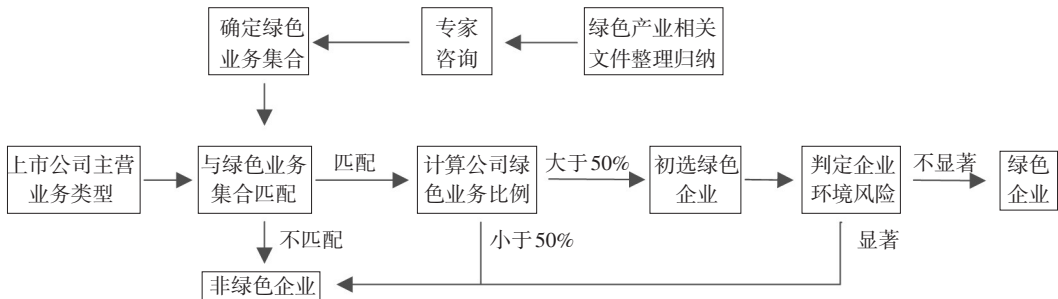 确定绿色
业务集合
专家
咨询
绿色产业相关
文件整理归纳
上市公司主营
业务类型
与绿色业务
集合匹配
匹配
计算公司绿
色业务比例
大于50%
初选绿色
企业
判定企业
环境风险
不显著
绿色
企业
不匹配
小于50%
显著
非绿色企业